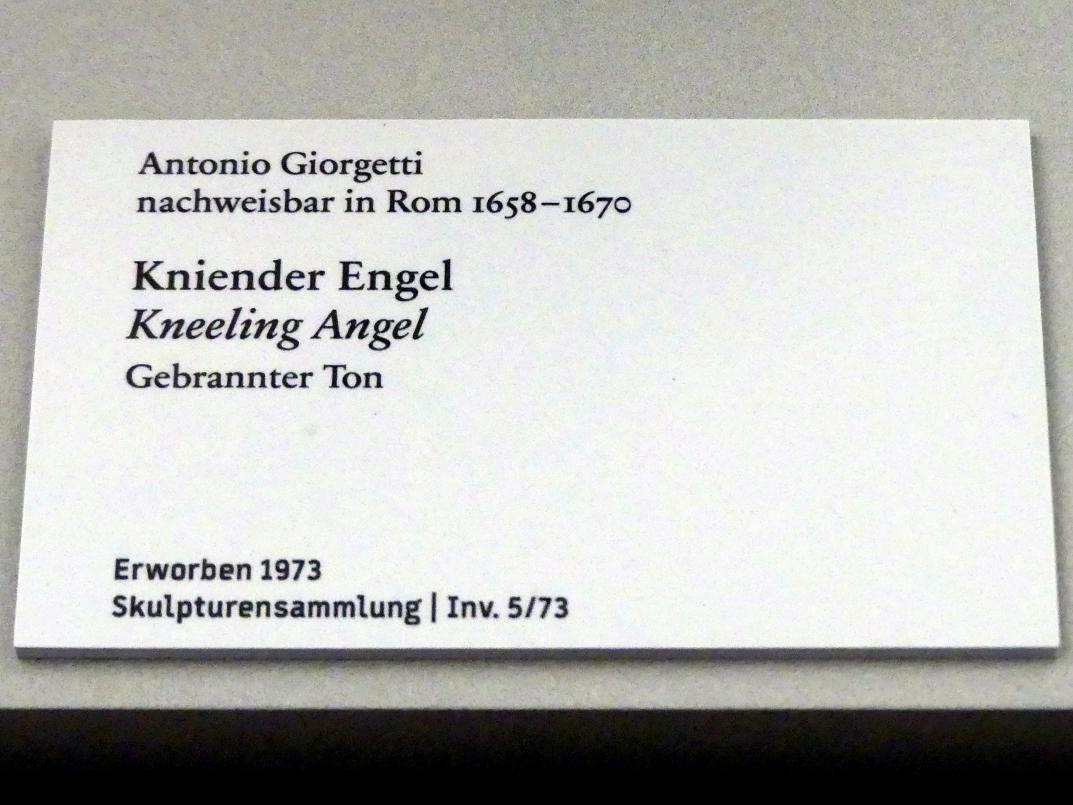 Antonio Giorgetti
nachweisbar in Rom 1658–1670
Kniender Engel
Kneeling Angel
Gebrannter Ton
Erworben 1973
Skulpturensammlung | Inv. 5/73